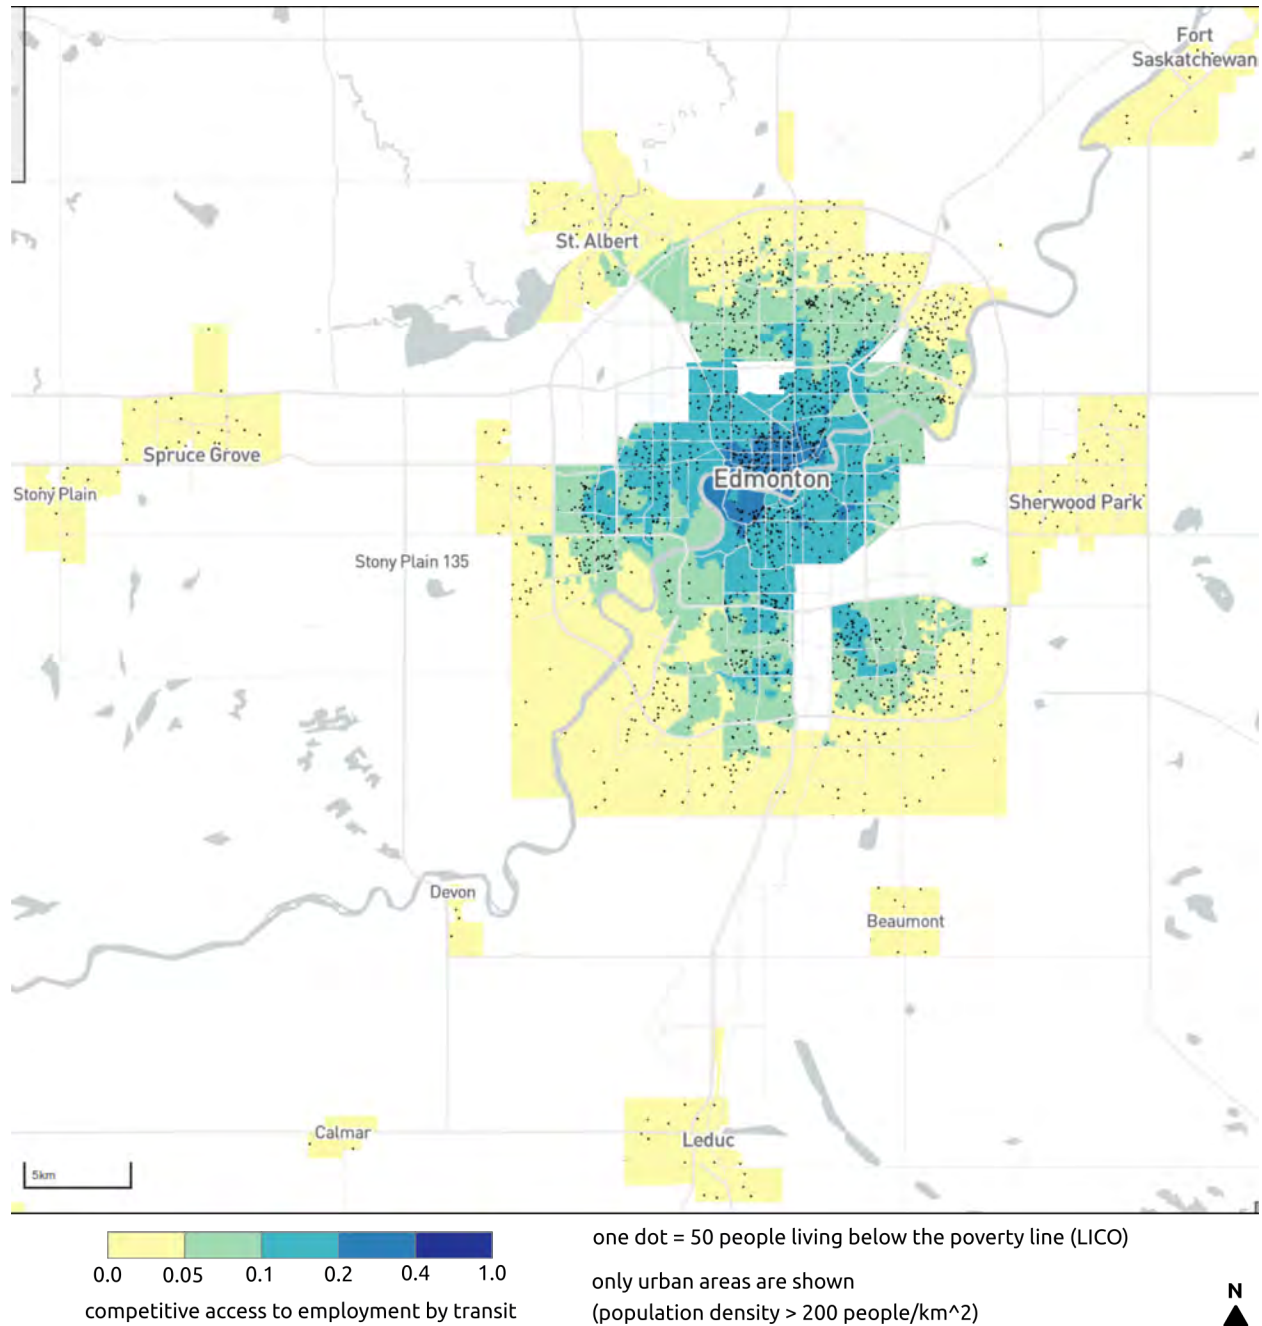 Fort
Saskatchewan
St. Albert
Spruce Grove
Stony Plain
Edmonton
Sherwood Park
Stony Plain 135
Devon
Beaumont
Calmar
Leduc
5km
0.0 0.05 0.1 0.2 0.4 1.0
competitive access to employment by transit
one dot = 50 people living below the poverty line (LICO)
only urban areas are shown
(population density > 200 people/km^2)
N